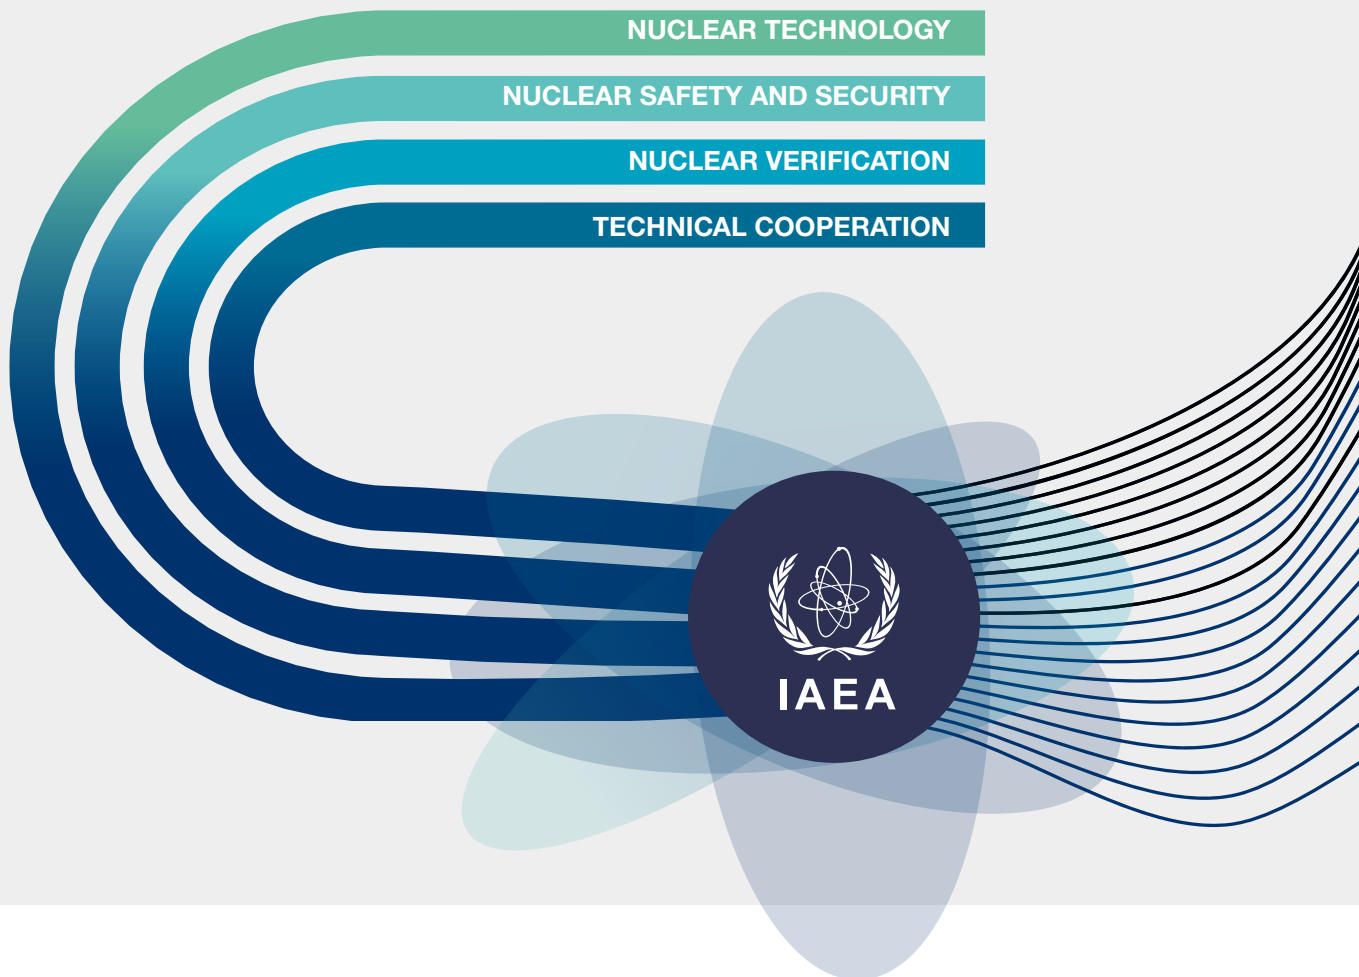 NUCLEAR TECHNOLOGY
NUCLEAR SAFETY AND SECURITY
NUCLEAR VERIFICATION
TECHNICAL COOPERATION
IAEA